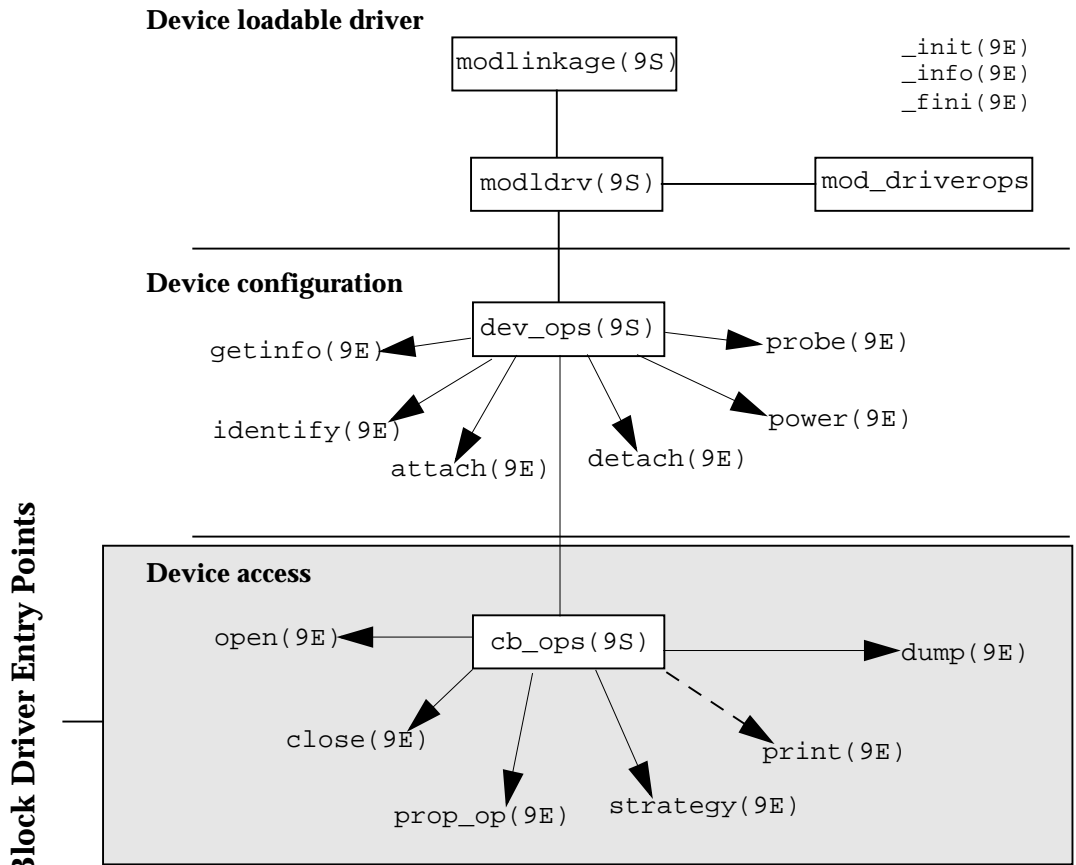 Device loadable driver
modlinkage(9S)
_init(9E)
_info(9E)
_fini(9E)
modldrv(9S)
mod_driverops
Device configuration
dev_ops(9S)
getinfo(9E)
probe(9E)
identify(9E)
power(9E)
attach(9E)
detach(9E)
Block Driver Entry Points
Device access
open(9E)
cb_ops(9S)
dump(9E)
close(9E)
print(9E)
prop_op(9E)
strategy(9E)